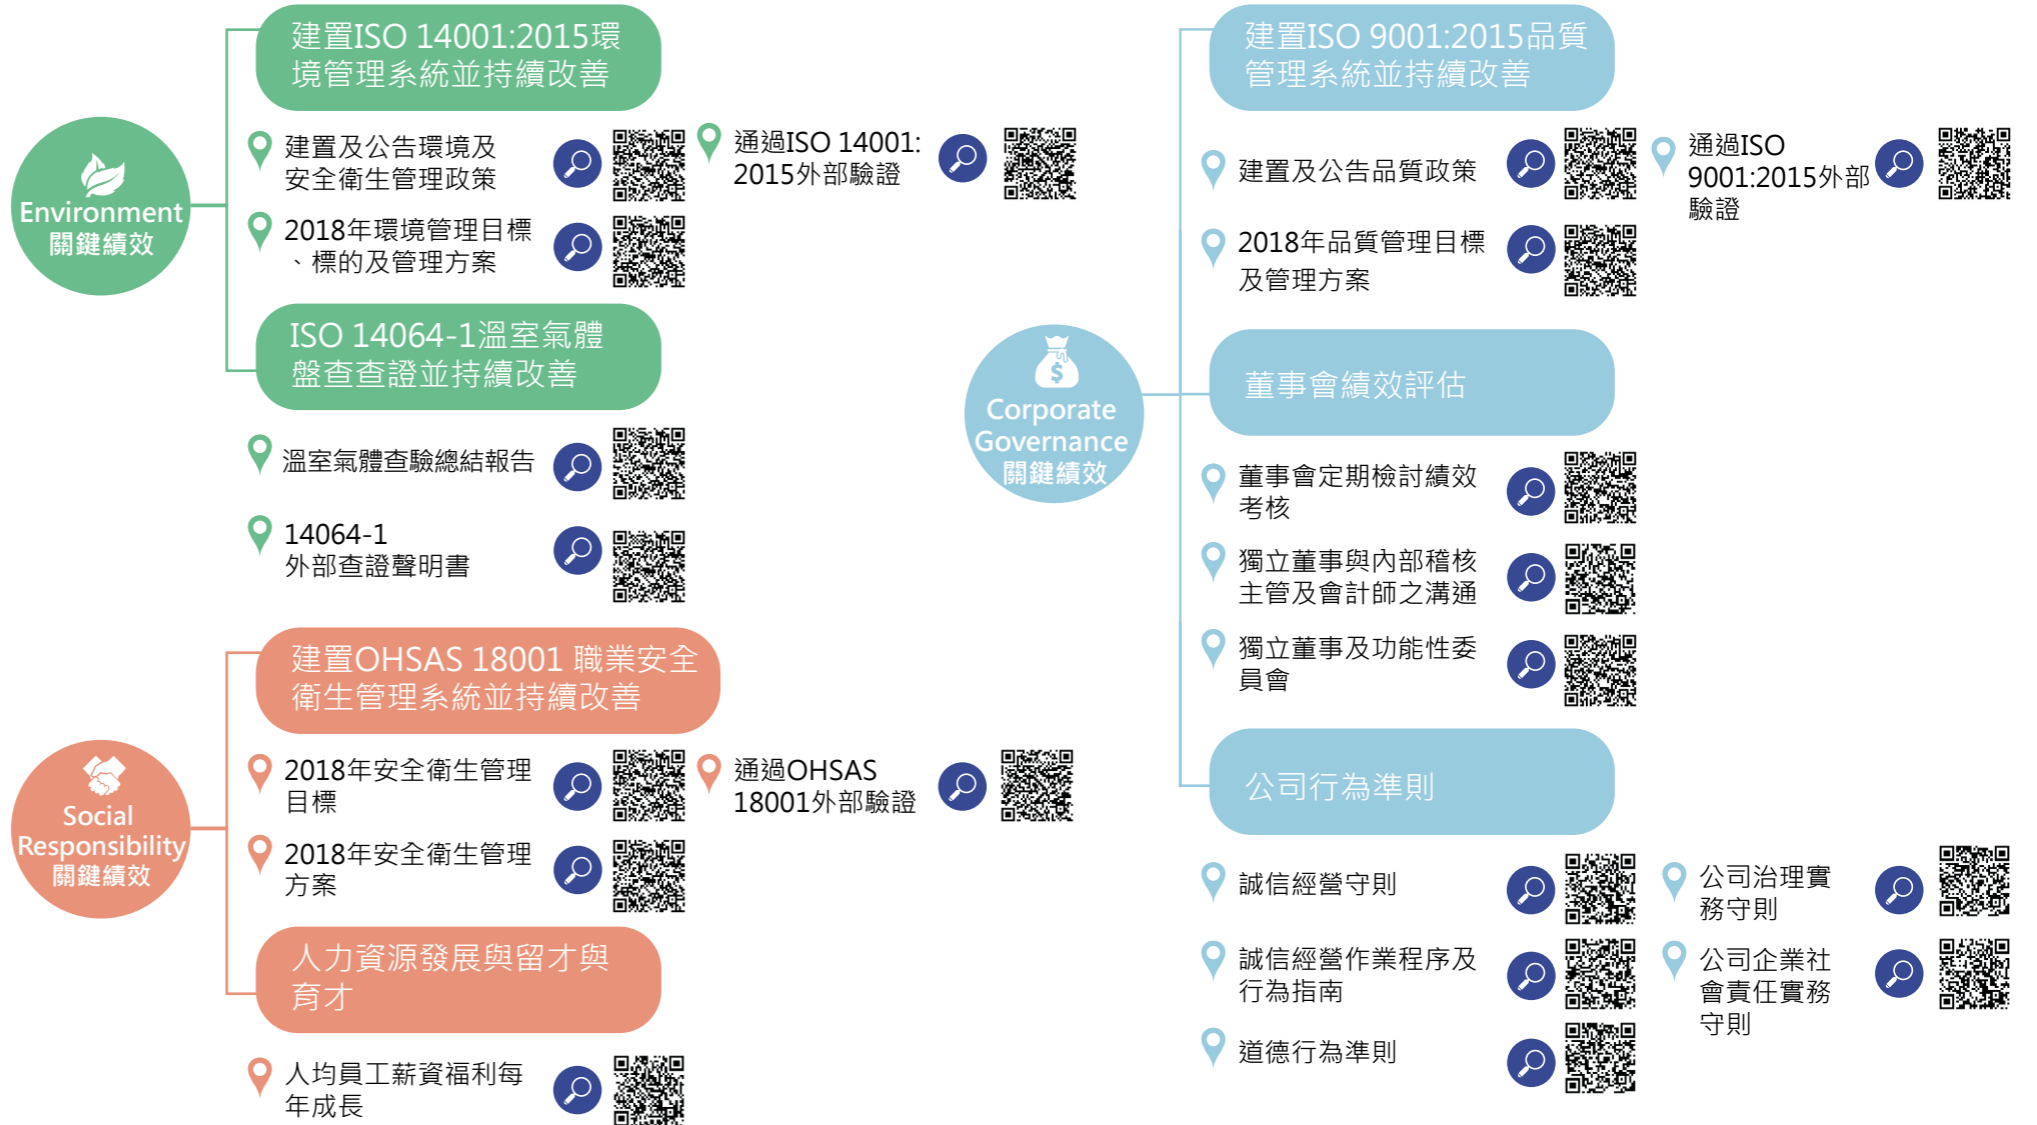 Environment
關鍵績效
建置ISO 14001:2015環
境管理系統並持續改善
建置及公告環境及
安全衛生管理政策
通過ISO 14001:
2015外部驗證
2018年環境管理目標
、標的及管理方案
ISO 14064-1溫室氣體
盤查查證並持續改善
溫室氣體查驗總結報告
14064-1
外部查證聲明書
Social
Responsibility
關鍵績效
建置OHSAS 18001 職業安全
衛生管理系統並持續改善
2018年安全衛生管理
目標
通過OHSAS
18001外部驗證
2018年安全衛生管理
方案
人力資源發展與留才與
育才
人均員工薪資福利每
年成長
Corporate
Governance
關鍵績效
建置ISO 9001:2015品質
管理系統並持續改善
建置及公告品質政策
通過ISO
9001:2015外部
驗證
2018年品質管理目標
及管理方案
董事會績效評估
董事會定期檢討績效
考核
獨立董事與內部稽核
主管及會計師之溝通
獨立董事及功能性委
員會
公司行為準則
誠信經營守則
公司治理實
務守則
誠信經營作業程序及
行為指南
公司企業社
會責任實務
守則
道德行為準則